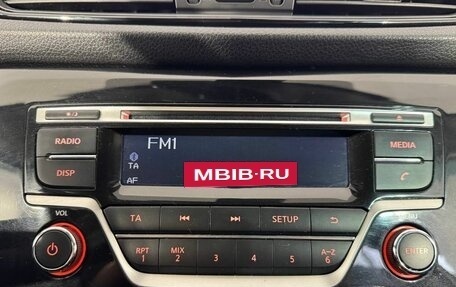 RADIO
FM1
MEDIA
DISP
TA
AF
MBIB-RU
VOL
TA
SETUP
MENU
RPT 1
MIX 2
3
4
5
A-Z 6
ENTER